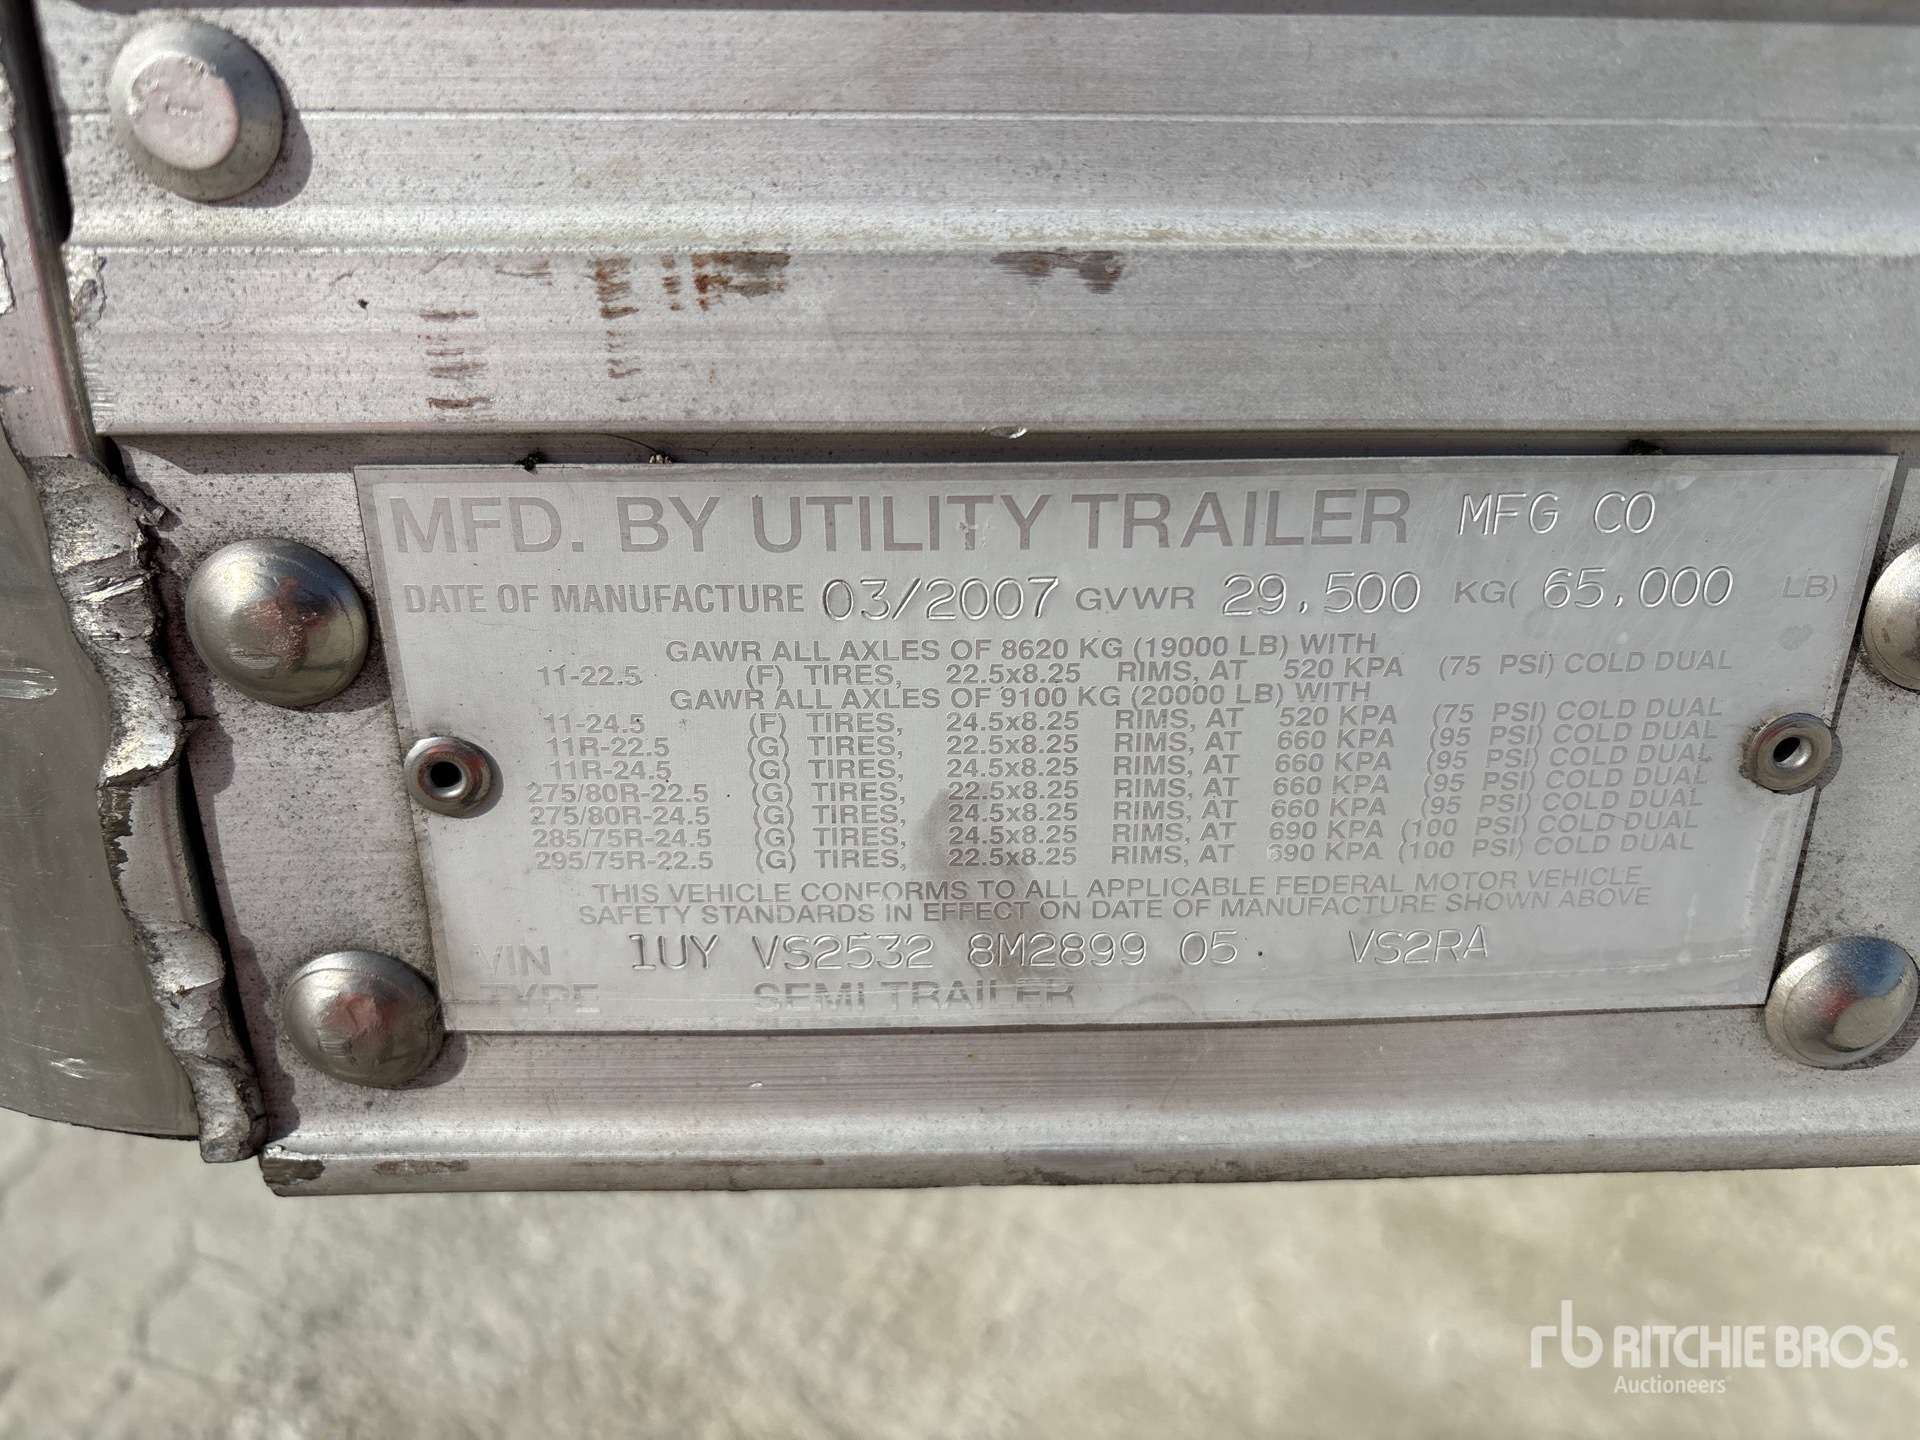 MFD. BY UTILITY TRAILER MFG CO
DATE OF MANUFACTURE 03/2007 GVWR 29,500 KG( 65,000 LB)
GAWR ALL AXLES OF 8620 KG (19000 LB) WITH
11-22.5 (F) TIRES, 22.5x8.25 RIMS, AT 520 KPA (75 PSI) COLD DUAL
GAWR ALL AXLES OF 9100 KG (20000 LB) WITH
11-24.5 (F) TIRES, 24.5x8.25 RIMS, AT 520 KPA (75 PSI) COLD DUAL
11R-22.5 (G) TIRES, 22.5x8.25 RIMS, AT 660 KPA (95 PSI) COLD DUAL
11R-24.5 (G) TIRES, 24.5x8.25 RIMS, AT 660 KPA (95 PSI) COLD DUAL
275/80R-22.5 (G) TIRES, 22.5x8.25 RIMS, AT 660 KPA (95 PSI) COLD DUAL
275/80R-24.5 (G) TIRES, 24.5x8.25 RIMS, AT 660 KPA (95 PSI) COLD DUAL
285/75R-24.5 (G) TIRES, 24.5x8.25 RIMS, AT 690 KPA (100 PSI) COLD DUAL
295/75R-22.5 (G) TIRES, 22.5x8.25 RIMS, AT 690 KPA (100 PSI) COLD DUAL
THIS VEHICLE CONFORMS TO ALL APPLICABLE FEDERAL MOTOR VEHICLE
SAFETY STANDARDS IN EFFECT ON DATE OF MANUFACTURE SHOWN ABOVE
VIN 1UY VS2532 8M2899 05. VS2RA
TYPE SEMI TRAILER
rb RITCHIE BROS.
Auctioneers